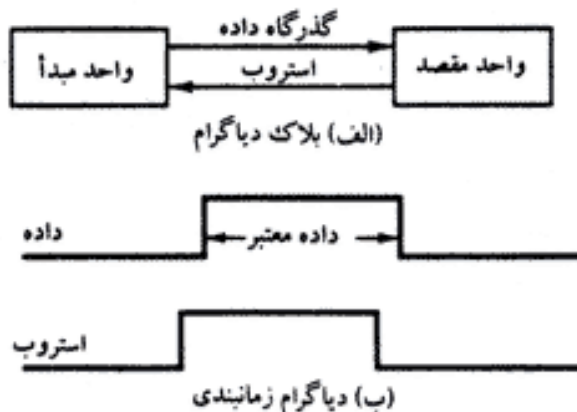 گذرگاه داده
واحد مبدأ
واحد مقصد
استروب
(الف) بلاک دیاگرام
داده
داده معتبر
استروب
(ب) دیاگرام زمانبندی